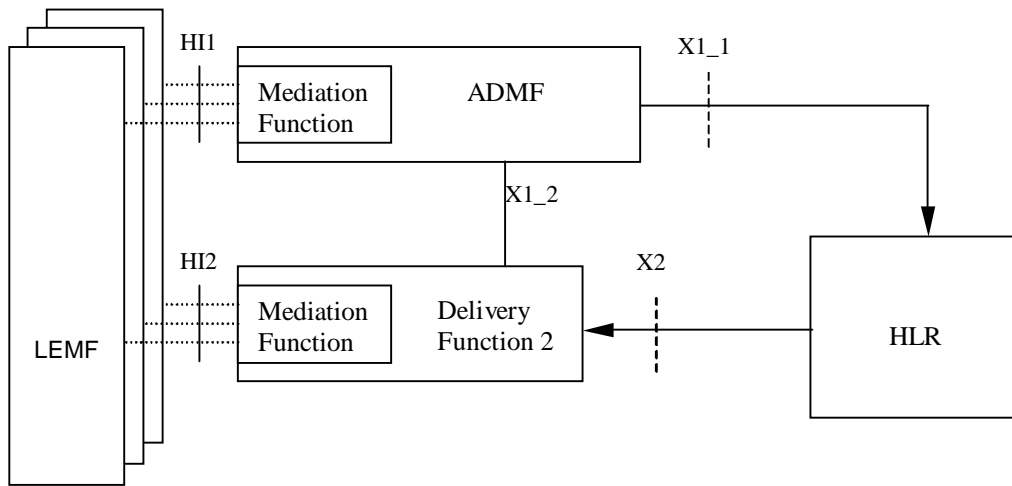 HI1
X1_1
Mediation
Function
ADMF
X1_2
HI2
X2
Mediation
Function
Delivery
Function 2
LEMF
HLR